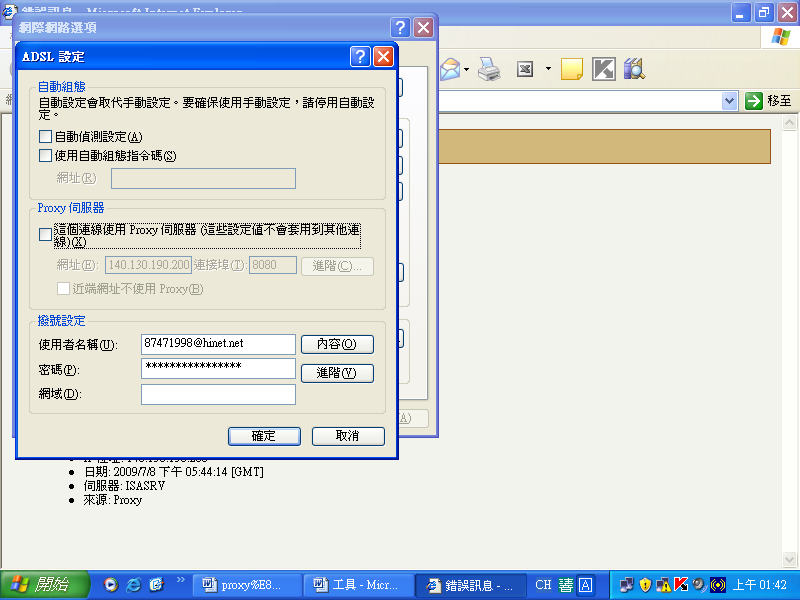 錯誤訊息 - Microsoft Internet Explorer
網際網路選項
ADSL 設定
移至
自動組態
自動設定會取代手動設定。要確保使用手動設定，請停用自動設
定。
自動偵測設定(A)
使用自動組態指令碼(S)
網址(R)
Proxy 伺服器
這個連線使用 Proxy 伺服器 (這些設定值不會套用到其他連
線)(X)
網址(E): 140.130.190.200 連接埠(T): 8080 進階(C)...
近端網址不使用 Proxy(B)
撥號設定
使用者名稱(U): 87471998@hinet.net 內容(O)
密碼(P): **************** 進階(V)
網域(D):
(A)
確定 取消
日期: 2009/7/8 下午 05:44:14 [GMT]
伺服器: ISASRV
來源: Proxy
開始 » proxy%E8... 工具 - Micr... 錯誤訊息 - ... CH A 上午 01:42